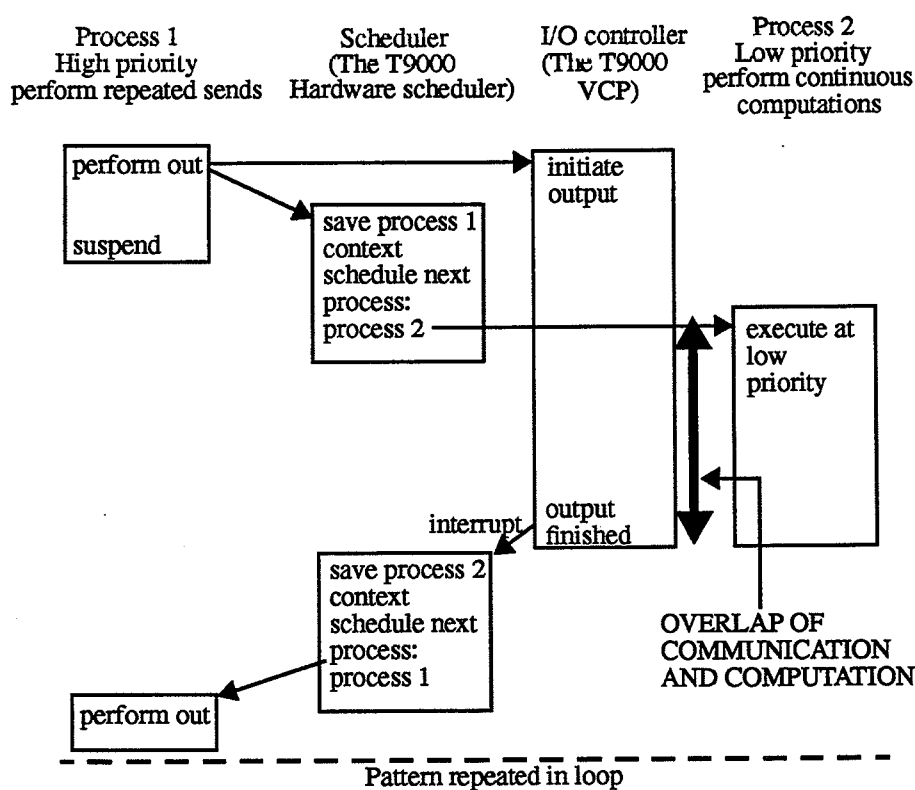 Process 1
High priority
perform repeated sends
Scheduler
(The T9000
Hardware scheduler)
I/O controller
(The T9000
VCP)
Process 2
Low priority
perform continuous
computations
perform out
suspend
initiate
output
save process 1
context
schedule next
process:
process 2
execute at
low
priority
interrupt
output
finished
save process 2
context
schedule next
process:
process 1
OVERLAP OF
COMMUNICATION
AND COMPUTATION
perform out
Pattern repeated in loop